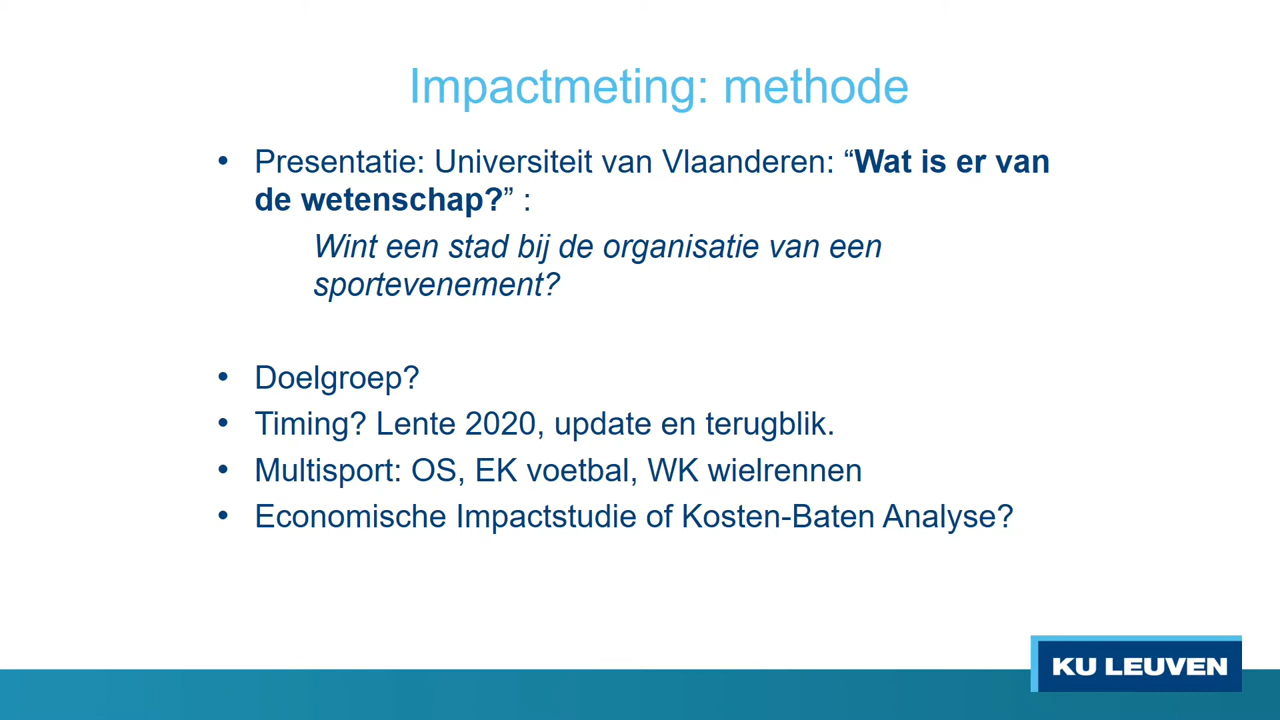 Impactmeting: methode
• Presentatie: Universiteit van Vlaanderen: “Wat is er van
de wetenschap?” :
Wint een stad bij de organisatie van een
sportevenement?
• Doelgroep?
• Timing? Lente 2020, update en terugblik.
• Multisport: OS, EK voetbal, WK wielrennen
• Economische Impactstudie of Kosten-Baten Analyse?
KU LEUVEN